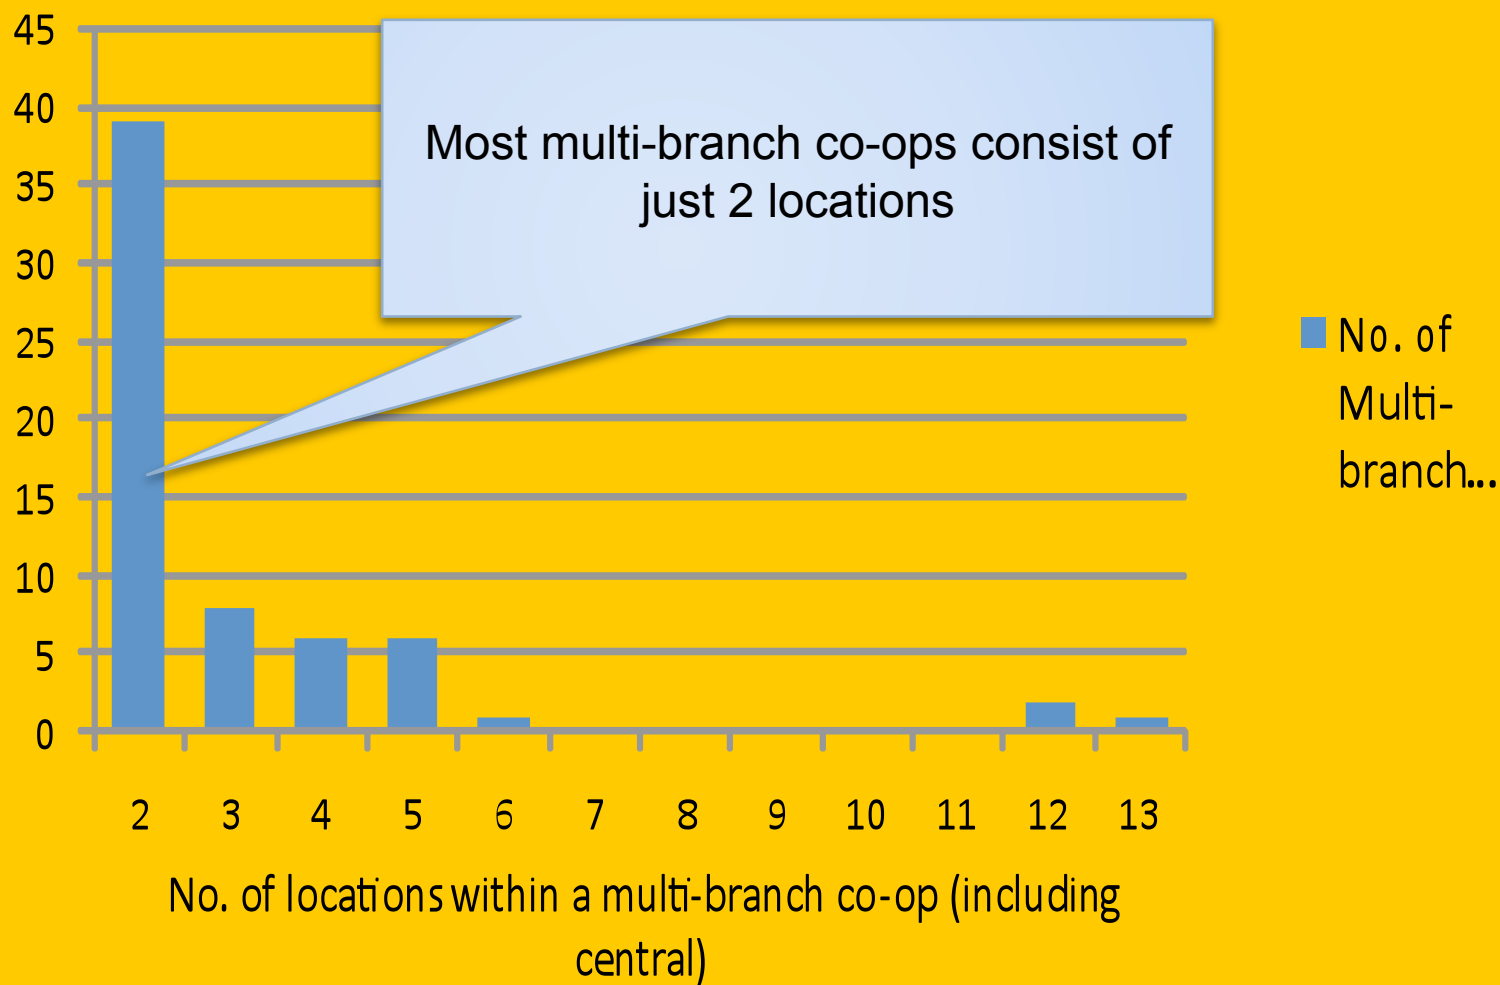 45
40
35
30
25
20
15
10
5
0
Most multi-branch co-ops consist of
just 2 locations
No. of
Multi-
branch...
2 3 4 5 6 7 8 9 10 11 12 13
No. of locations within a multi-branch co-op (including
central)